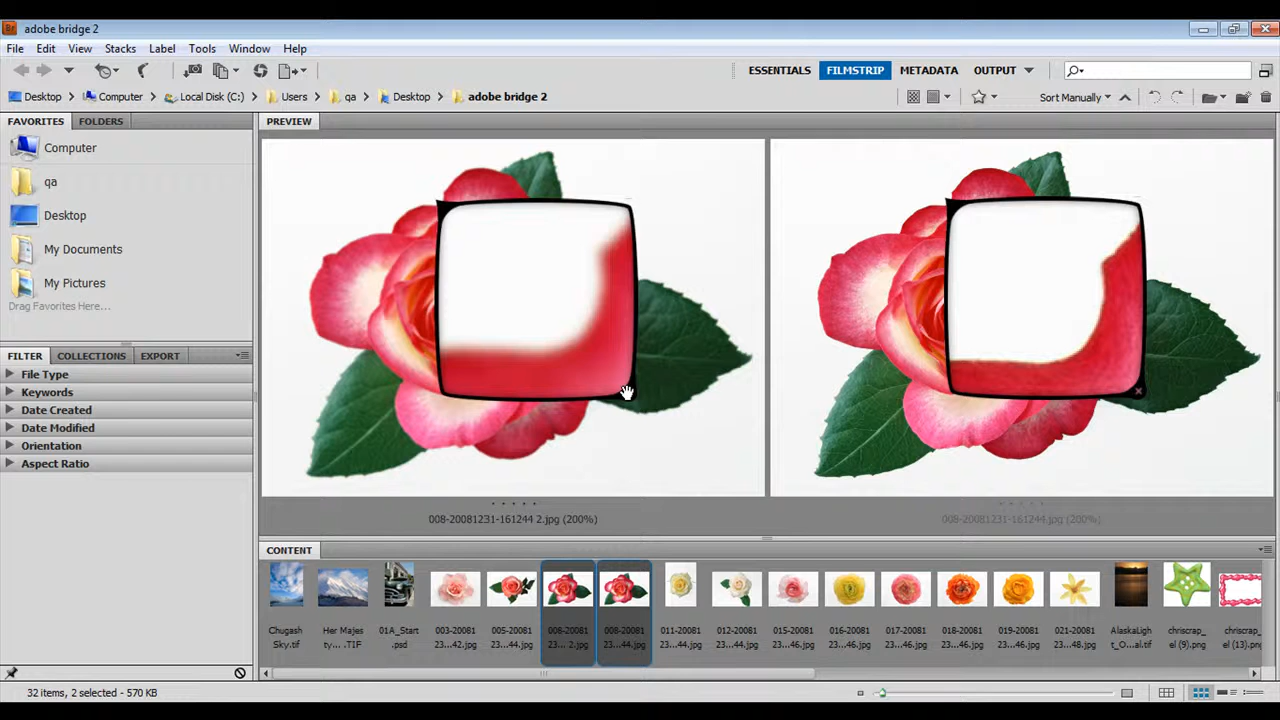 Br adobe bridge 2
File Edit View Stacks Label Tools Window Help
ESSENTIALS FILMSTRIP METADATA OUTPUT
Desktop Computer Local Disk (C:) Users qa Desktop adobe bridge 2 Sort Manually
FAVORITES FOLDERS
Computer
qa
Desktop
My Documents
My Pictures
Drag Favorites Here...
FILTER COLLECTIONS EXPORT
File Type
Keywords
Date Created
Date Modified
Orientation
Aspect Ratio
PREVIEW
008-20081231-161244 2.jpg (200%)
008-20081231-161244.jpg (200%)
CONTENT
Chugash
Sky.tif
Her Majes
ty... .TIF
01A_Start
.psd
003-20081
23...42.jpg
005-20081
23...44.jpg
008-20081
23... 2.jpg
008-20081
23...44.jpg
011-20081
23...44.jpg
012-20081
23...44.jpg
015-20081
23...46.jpg
016-20081
23...46.jpg
017-20081
23...46.jpg
018-20081
23...46.jpg
019-20081
23...46.jpg
021-20081
23...48.jpg
AlaskaLigh
t_O...al.tif
chriscrap_
el (9).png
chriscrap_
el (13).png
32 items, 2 selected - 570 KB